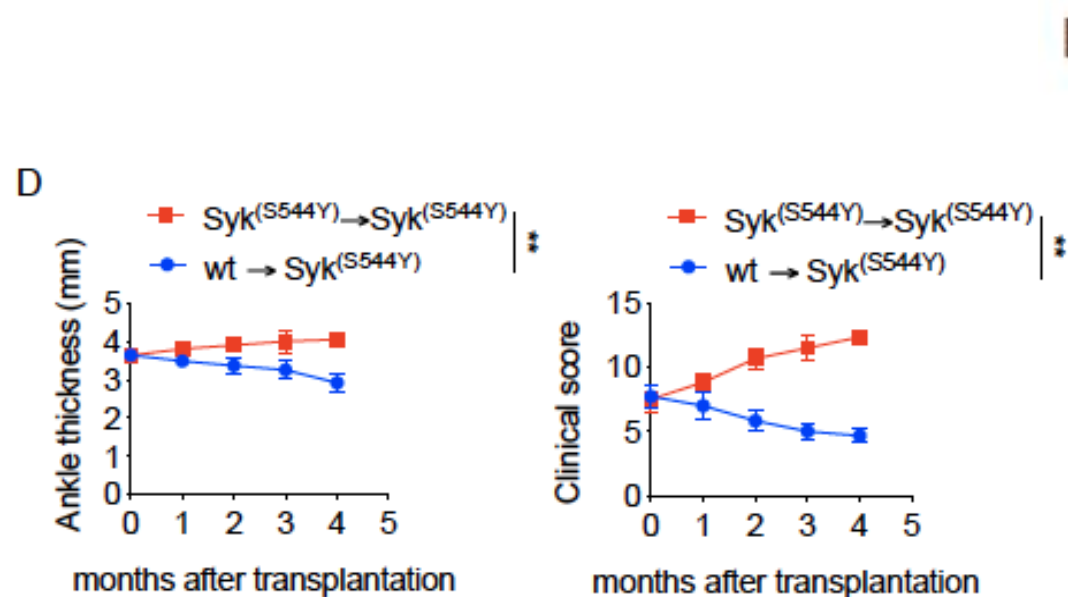 D
Syk(S544Y)→Syk(S544Y)
wt → Syk(S544Y)
**
Ankle thickness (mm)
5
4
3
2
1
0
0 1 2 3 4 5
months after transplantation
Syk(S544Y)→Syk(S544Y)
wt → Syk(S544Y)
**
Clinical score
15
10
5
0
0 1 2 3 4 5
months after transplantation